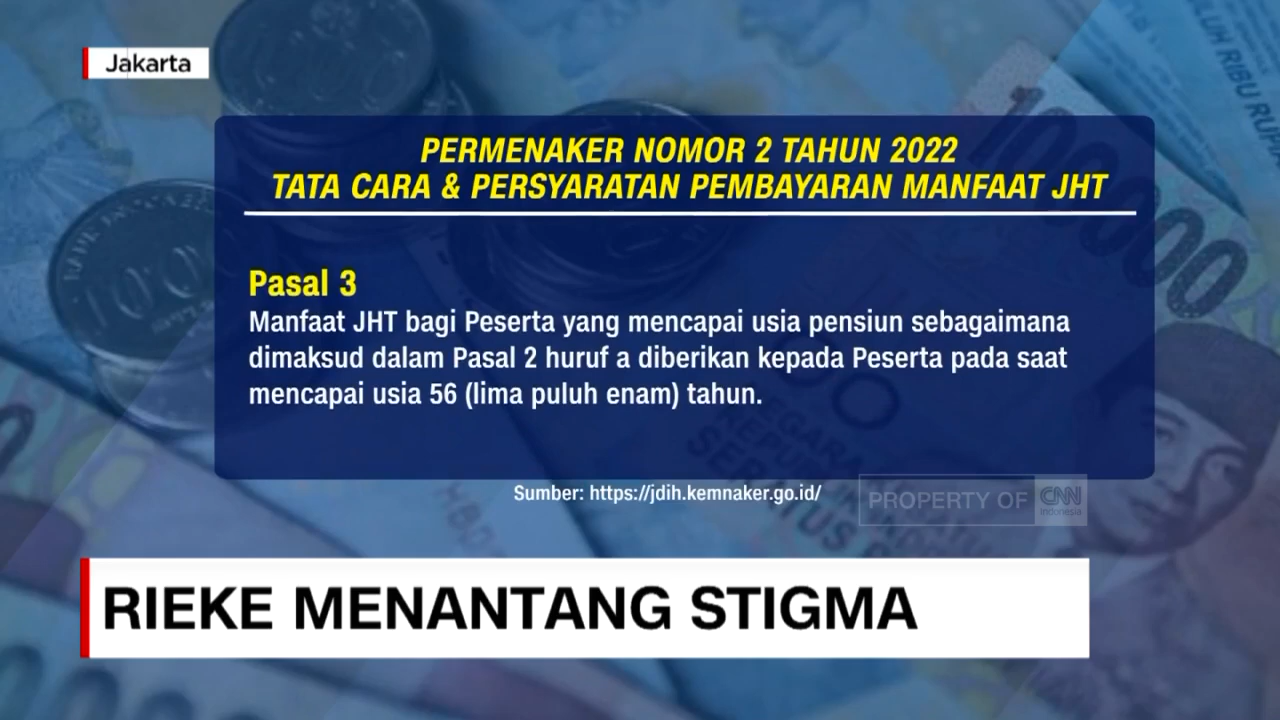 Jakarta
PERMENAKER NOMOR 2 TAHUN 2022
TATA CARA & PERSYARATAN PEMBAYARAN MANFAAT JHT
Pasal 3
Manfaat JHT bagi Peserta yang mencapai usia pensiun sebagaimana
dimaksud dalam Pasal 2 huruf a diberikan kepada Peserta pada saat
mencapai usia 56 (lima puluh enam) tahun.
Sumber: https://jdih.kemnaker.go.id/
PROPERTY OF CNN
Indonesia
RIEKE MENANTANG STIGMA
100000
100